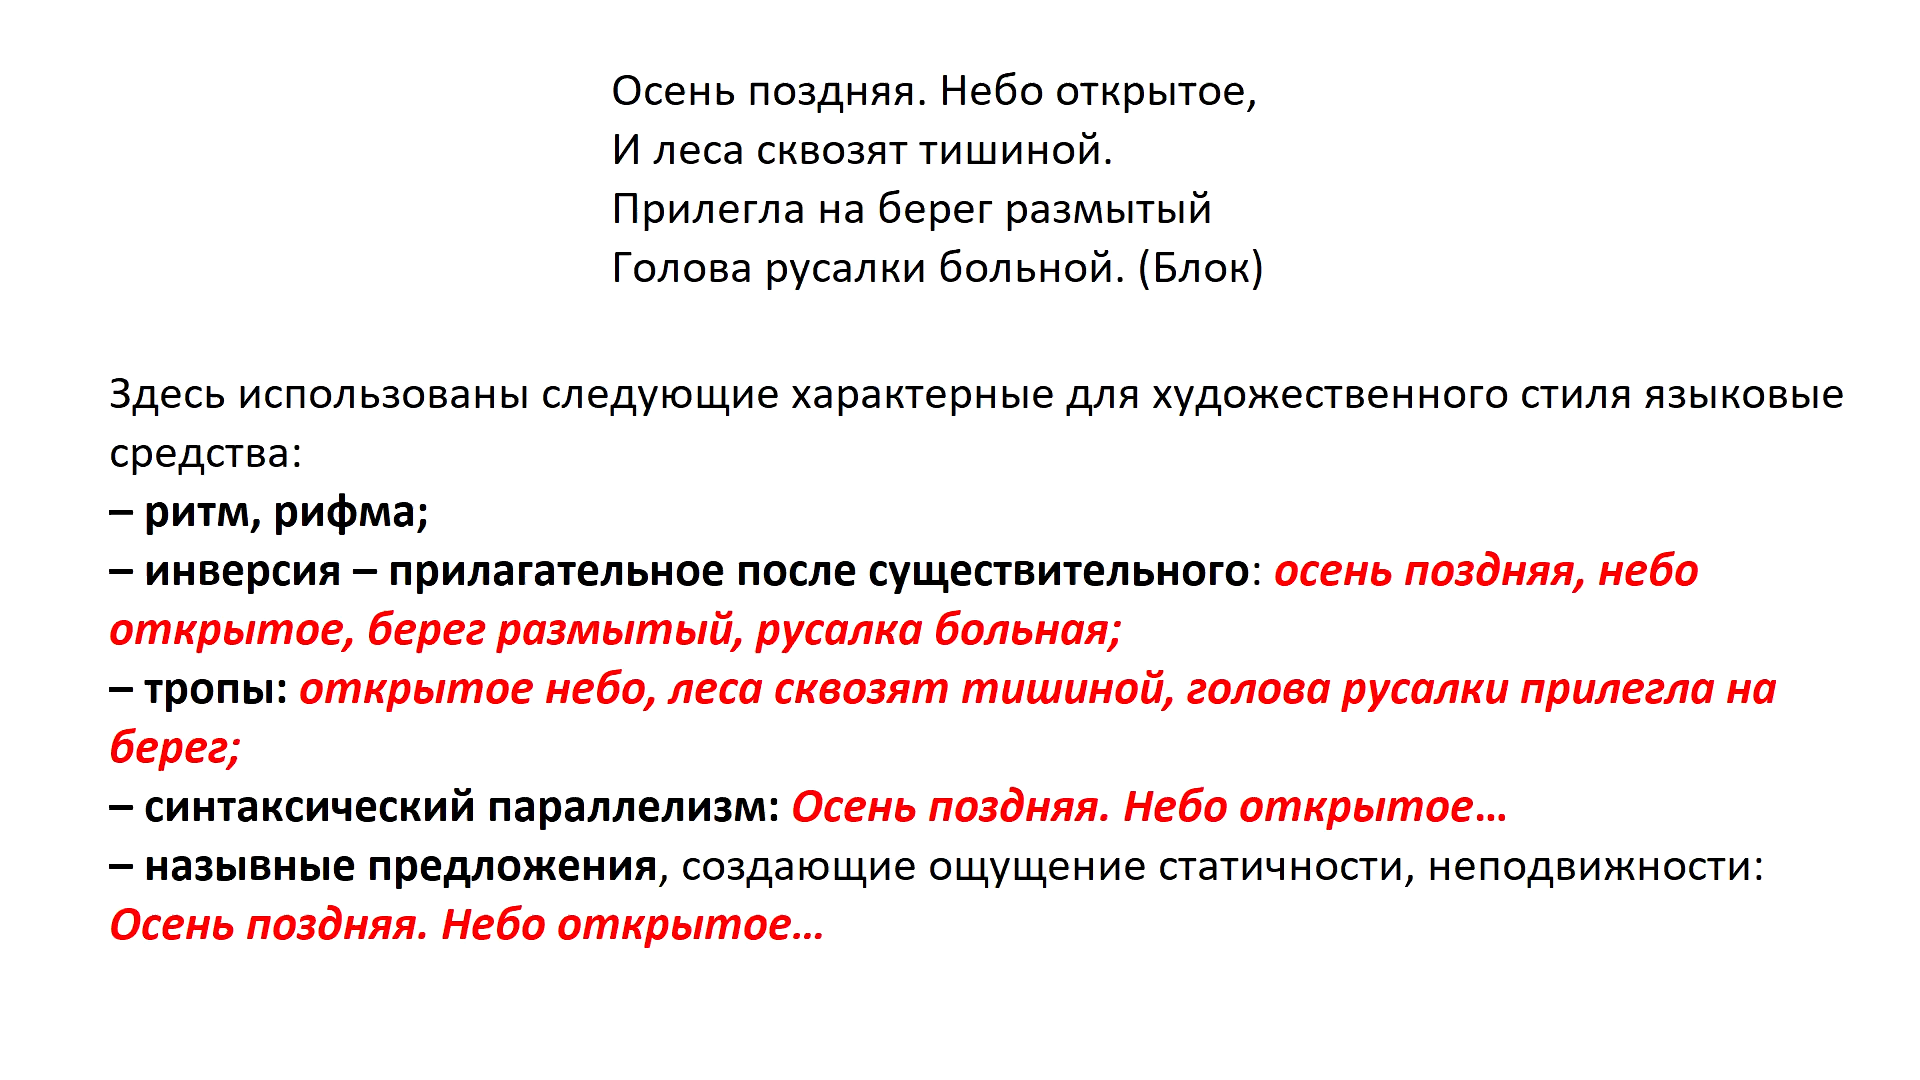 Осень поздняя. Небо открытое,
И леса сквозят тишиной.
Прилегла на берег размытый
Голова русалки больной. (Блок)
Здесь использованы следующие характерные для художественного стиля языковые
средства:
– ритм, рифма;
– инверсия – прилагательное после существительного: осень поздняя, небо
открытое, берег размытый, русалка больная;
– тропы: открытое небо, леса сквозят тишиной, голова русалки прилегла на
берег;
– синтаксический параллелизм: Осень поздняя. Небо открытое…
– назывные предложения, создающие ощущение статичности, неподвижности:
Осень поздняя. Небо открытое…